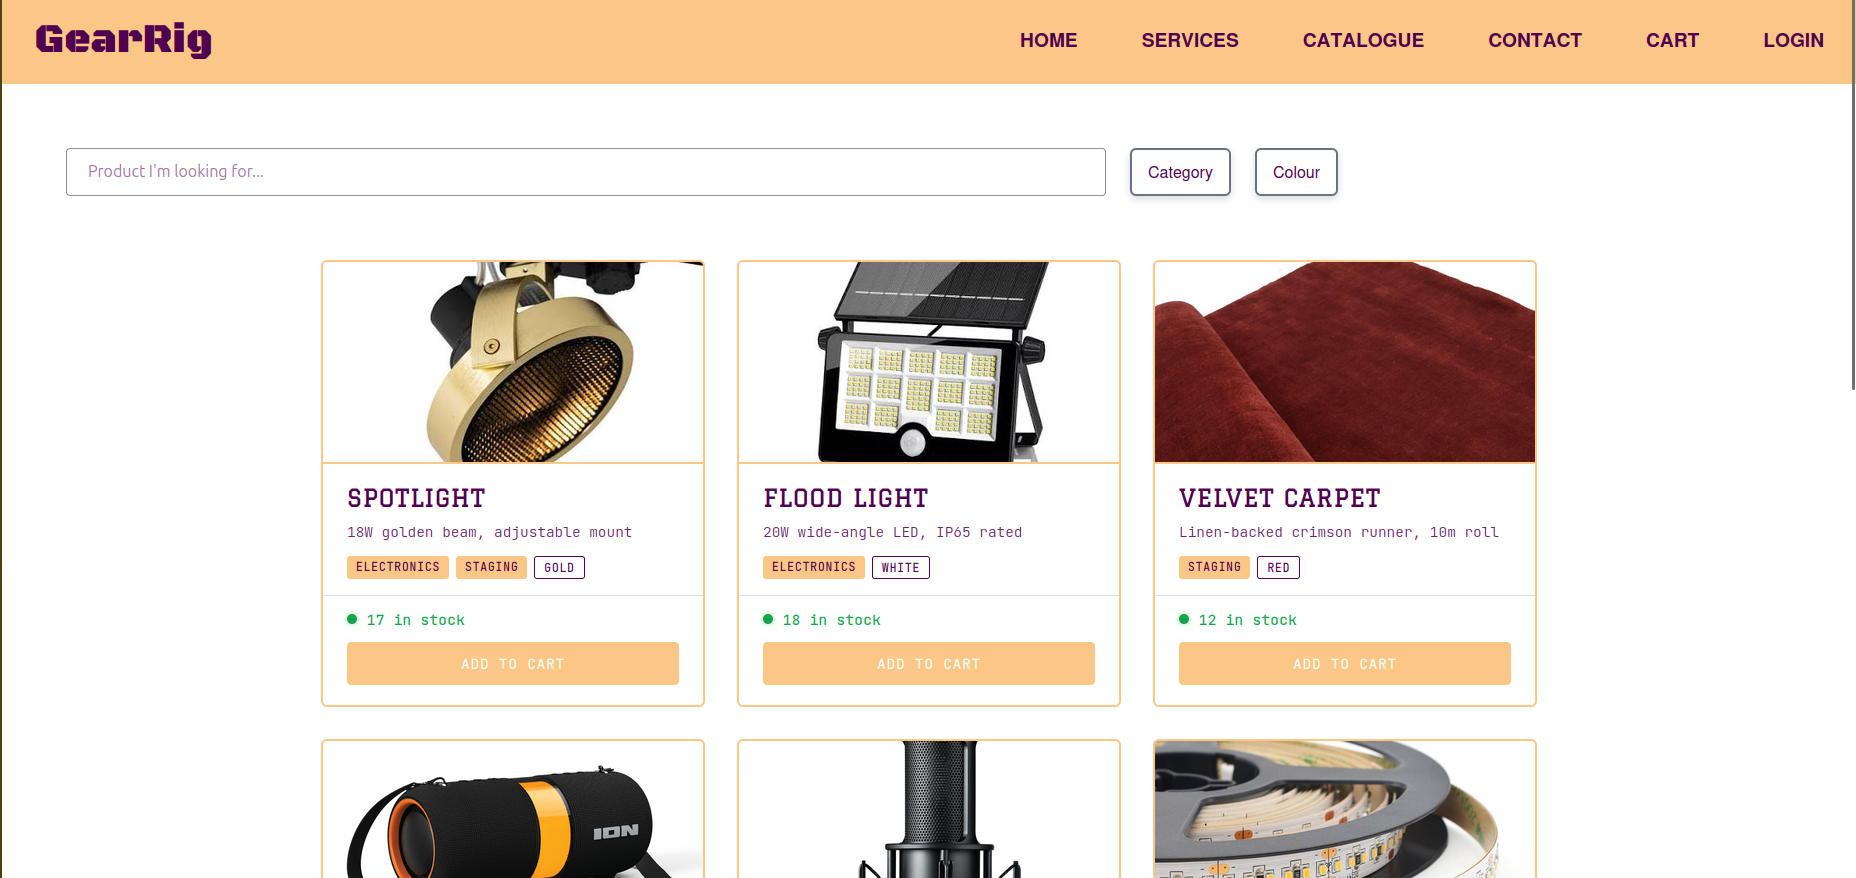 GearRig
HOME SERVICES CATALOGUE CONTACT CART LOGIN
Product I'm looking for...
Category
Colour
SPOTLIGHT
18W golden beam, adjustable mount
ELECTRONICS STAGING GOLD
17 in stock
ADD TO CART
FLOOD LIGHT
20W wide-angle LED, IP65 rated
ELECTRONICS WHITE
18 in stock
ADD TO CART
VELVET CARPET
Linen-backed crimson runner, 10m roll
STAGING RED
12 in stock
ADD TO CART
ION